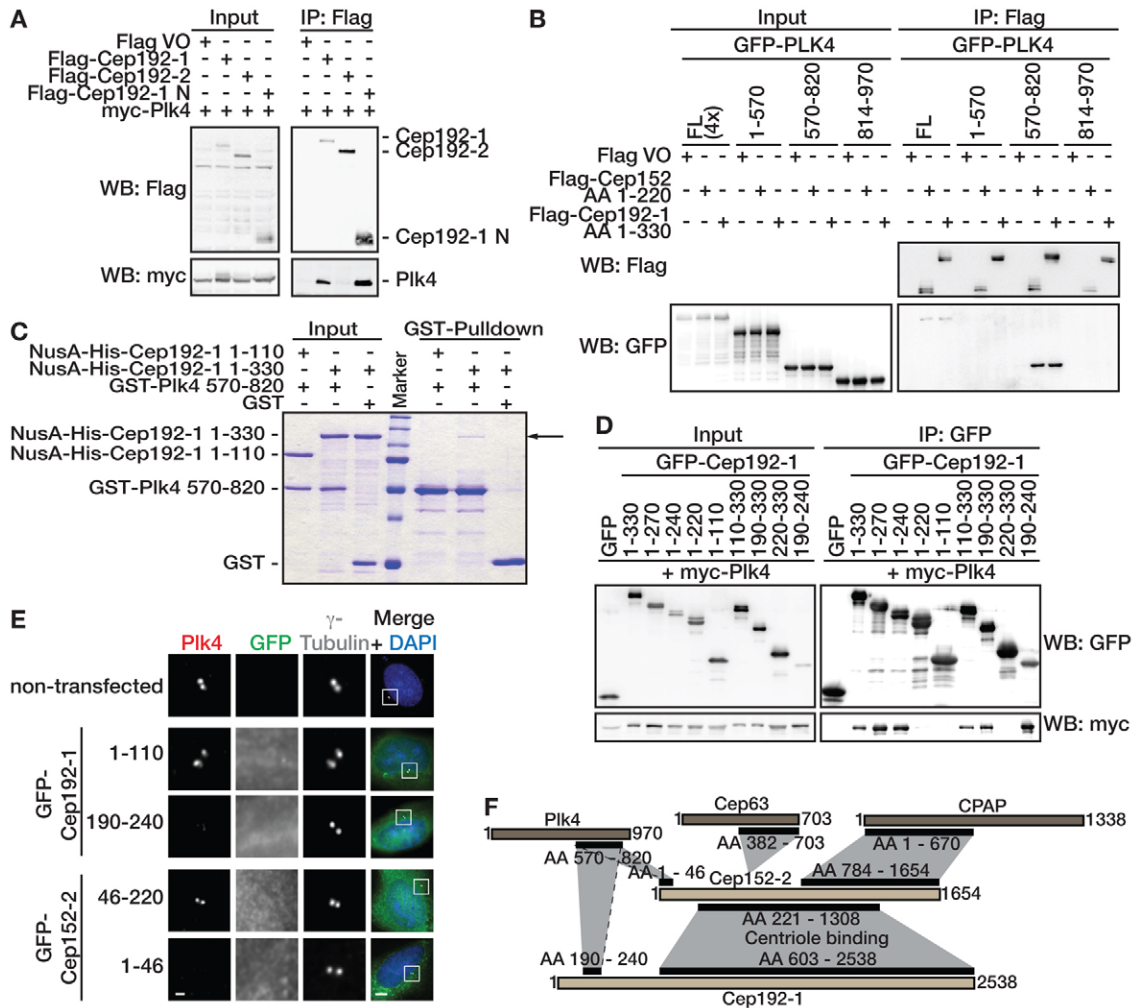 A
Input
IP: Flag
Flag VO + - - - + - - -
Flag-Cep192-1 - + - - - + - -
Flag-Cep192-2 - - + - - - + -
Flag-Cep192-1 N - - - + - - - +
myc-Plk4 + + + + + + + +
WB: Flag
- Cep192-1
- Cep192-2
- Cep192-1 N
WB: myc
- Plk4
B
Input
IP: Flag
GFP-PLK4
GFP-PLK4
FL (4x)
1-570
570-820
814-970
FL
1-570
570-820
814-970
Flag VO + - - + - - + - - + - - + - - + - - + - - + - -
Flag-Cep152
AA 1-220 - + - - + - - + - - + - - + - - + - - + - - + -
Flag-Cep192-1
AA 1-330 - - + - - + - - + - - + - - + - - + - - + - - +
WB: Flag
WB: GFP
C
Input
GST-Pulldown
NusA-His-Cep192-1 1-110 + - - + - -
NusA-His-Cep192-1 1-330 - + + - + +
GST-Plk4 570-820 + + - + + -
GST - - + - - +
Marker
NusA-His-Cep192-1 1-330 -
NusA-His-Cep192-1 1-110 -
GST-Plk4 570-820 -
GST -
D
Input
IP: GFP
GFP-Cep192-1
GFP-Cep192-1
GFP
1-330
1-270
1-240
1-220
1-110
110-330
190-330
220-330
190-240
GFP
1-330
1-270
1-240
1-220
1-110
110-330
190-330
220-330
190-240
+ myc-Plk4
+ myc-Plk4
WB: GFP
WB: myc
E
Plk4
GFP
γ-
Tubulin
Merge
+ DAPI
non-transfected
GFP-
Cep192-1
1-110
190-240
GFP-
Cep152-2
46-220
1-46
F
Plk4
1
970
AA 570 - 820
Cep63
1
703
AA 382 - 703
CPAP
1
1338
AA 1 - 670
AA 1 - 46
Cep152-2
AA 784 - 1654
1
1654
AA 221 - 1308
Centriole binding
AA 190 - 240
AA 603 - 2538
1
2538
Cep192-1